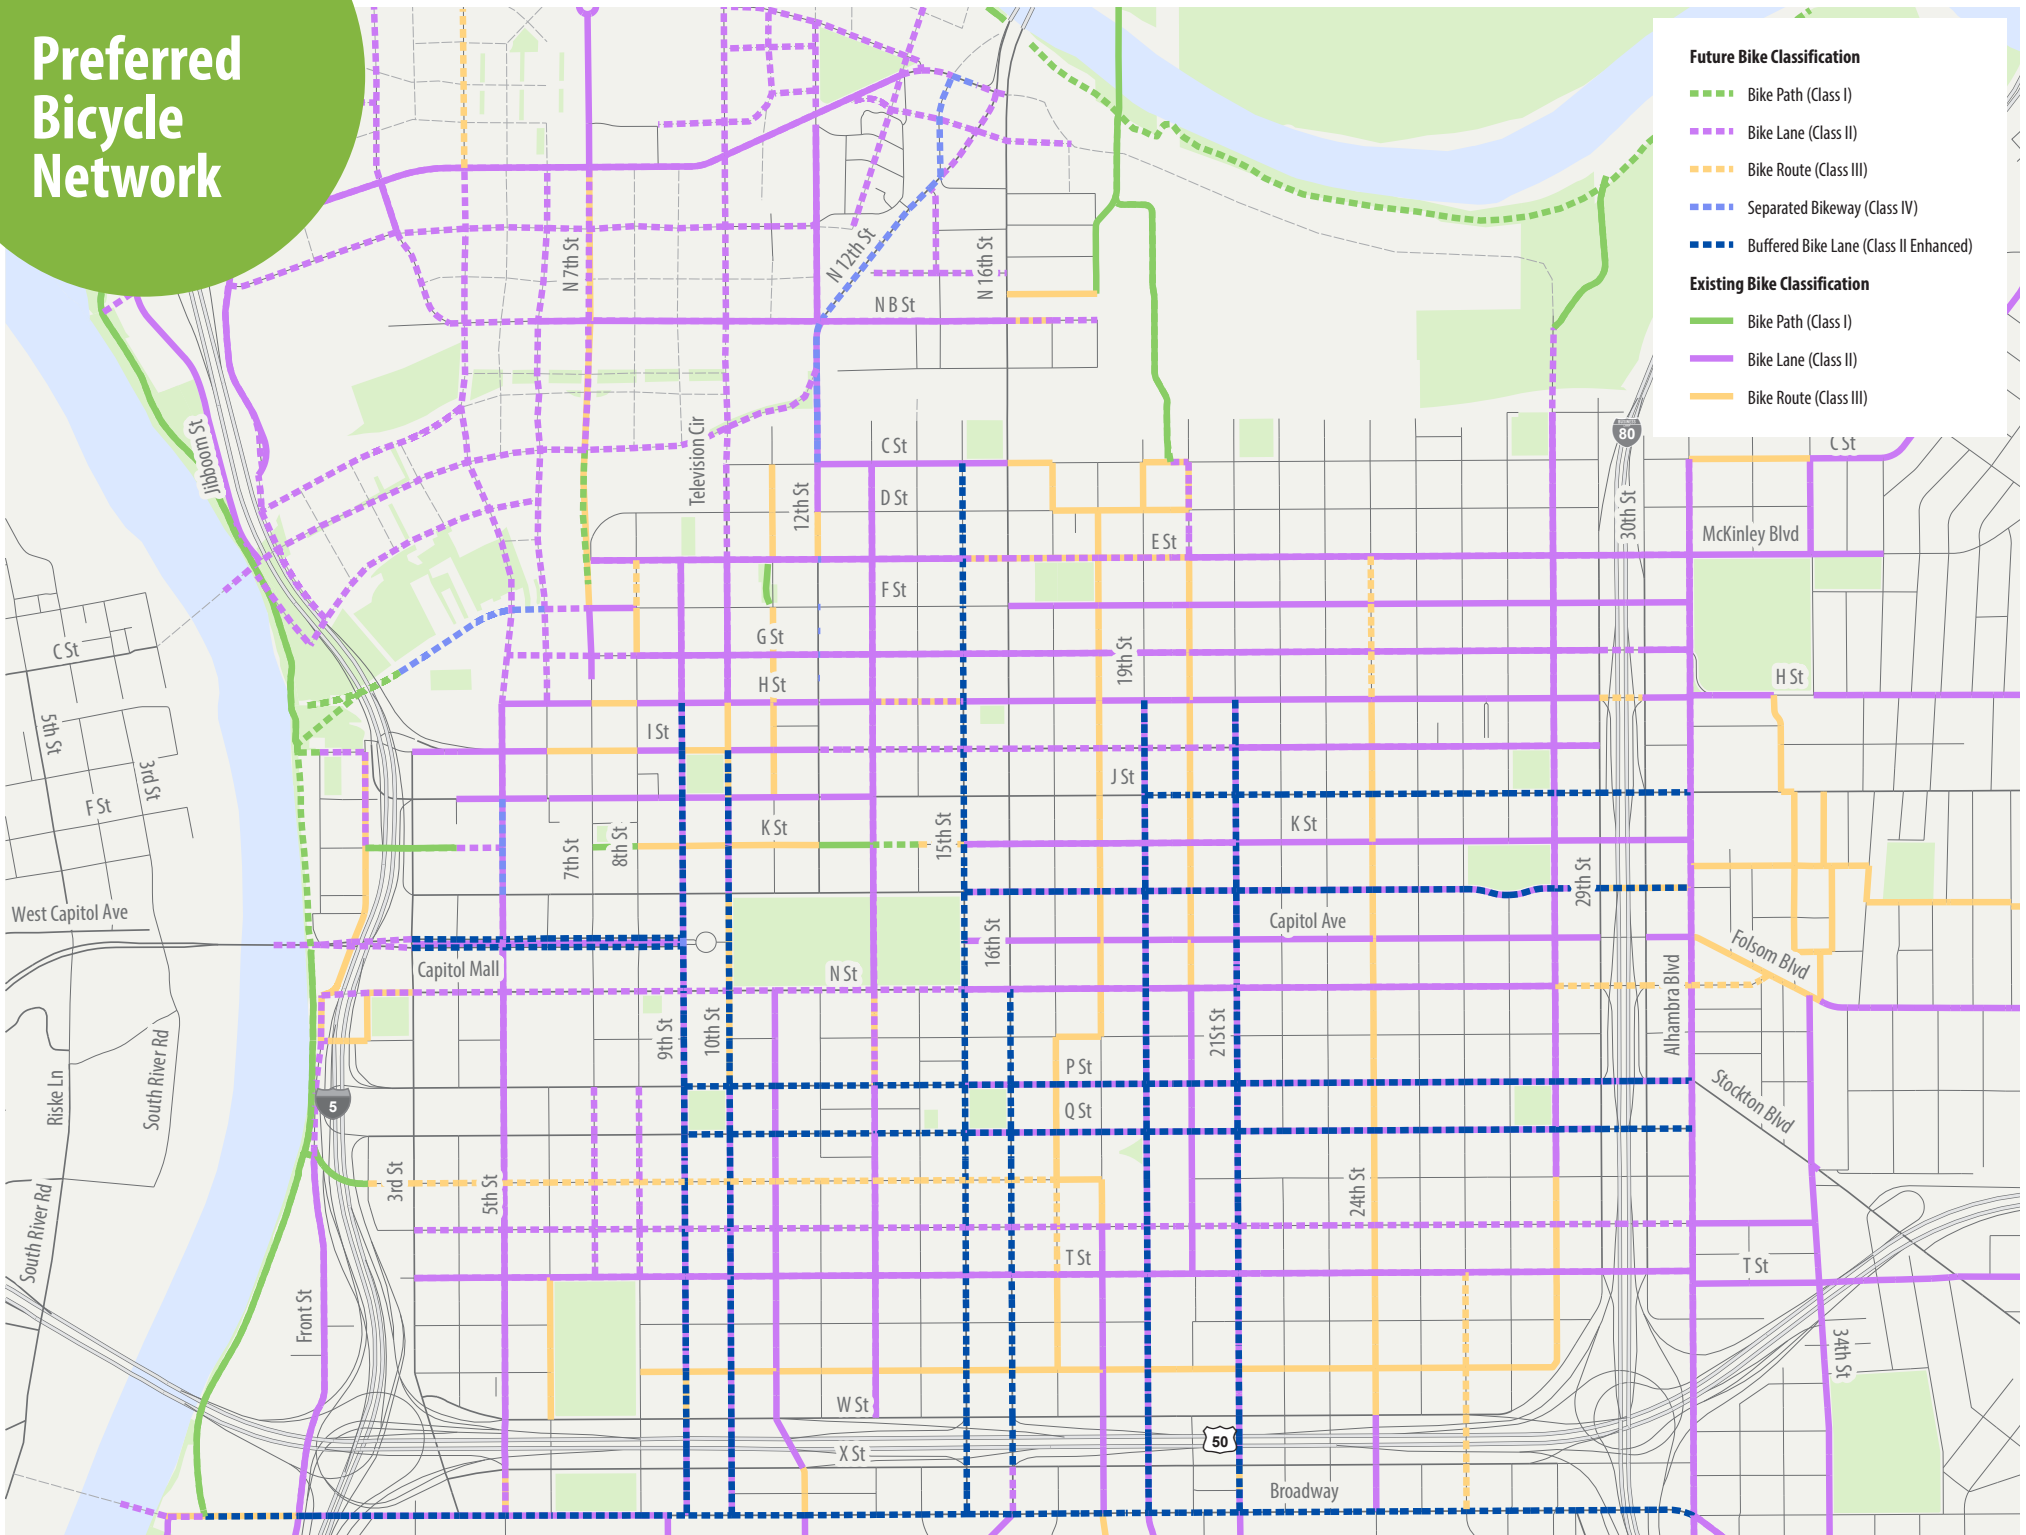 Preferred
Bicycle
Network
Future Bike Classification
Bike Path (Class I)
Bike Lane (Class II)
Bike Route (Class III)
Separated Bikeway (Class IV)
Buffered Bike Lane (Class II Enhanced)
Existing Bike Classification
Bike Path (Class I)
Bike Lane (Class II)
Bike Route (Class III)
N 7th St
N 12th St
N 16th St
N B St
Jibboom St
Television Cir
12th St
C St
D St
E St
F St
G St
H St
I St
J St
K St
K St
19th St
BUSINESS
80
30th St
C St
McKinley Blvd
H St
C St
5th St
3rd St
F St
West Capitol Ave
7th St
8th St
15th St
16th St
29th St
Capitol Ave
Capitol Mall
N St
9th St
10th St
21St St
Alhambra Blvd
Folsom Blvd
Stockton Blvd
Riske Ln
South River Rd
South River Rd
5
P St
Q St
3rd St
5th St
24th St
T St
T St
Front St
34th St
W St
X St
50
Broadway